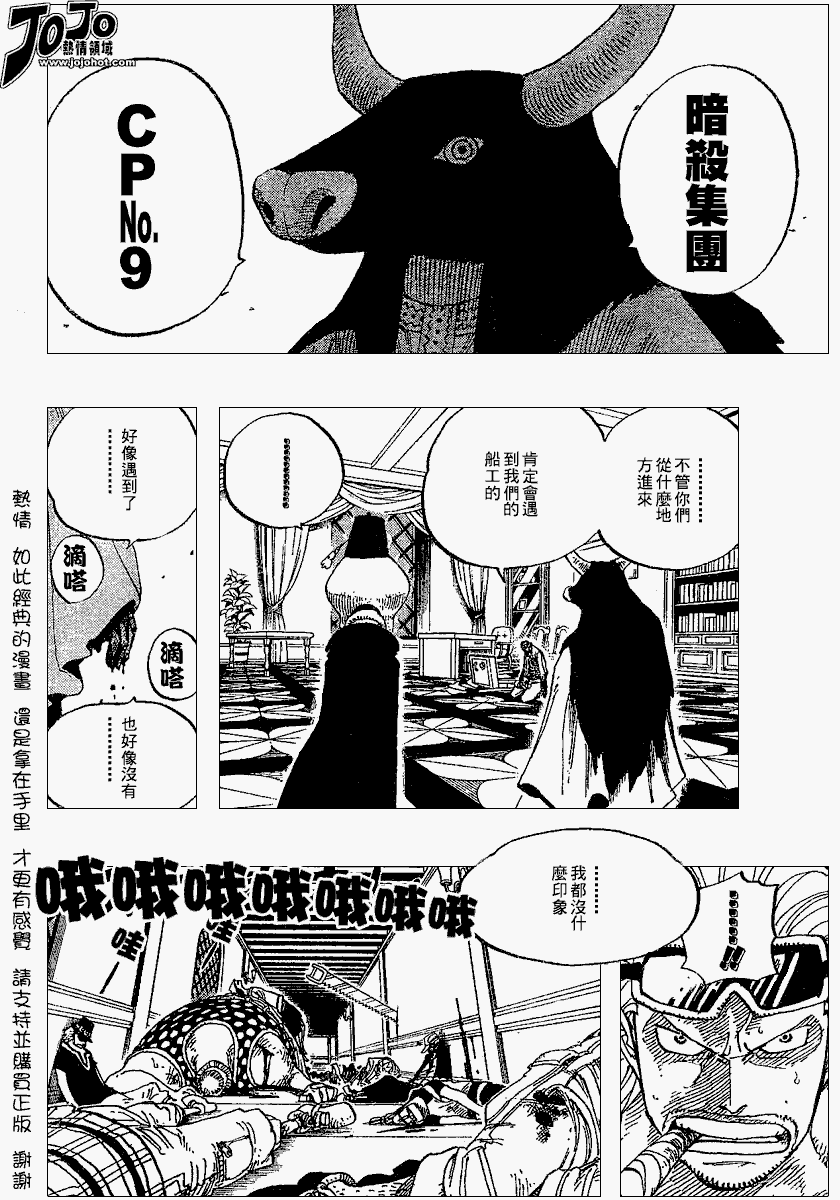 JOJO
熱情領域
www.jojohot.com
暗殺集團
CP No.9
………
不管你們
從什麼地
方進來
肯定會遇
到我們的
船工的
………
好像遇到了
………
滴嗒
滴嗒
也好像沒有
………
………!!
………
我都沒什
麼印象
哦哦哦哦哦哦哦
哇—
哇—
熱情 如此經典的漫畫 還是拿在手里 才更有感覺 請支持並購買正版 謝謝